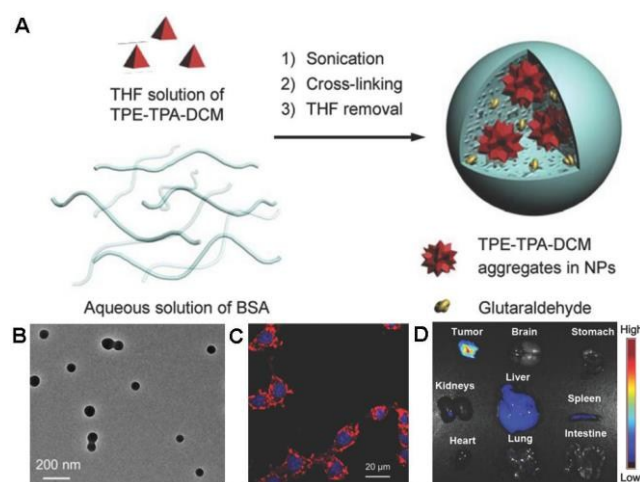 A
THF solution of
TPE-TPA-DCM
1) Sonication
2) Cross-linking
3) THF removal
Aqueous solution of BSA
TPE-TPA-DCM
aggregates in NPs
Glutaraldehyde
B
200 nm
C
20 µm
D
Tumor Brain Stomach
Kidneys Liver Spleen
Heart Lung Intestine
High
Low